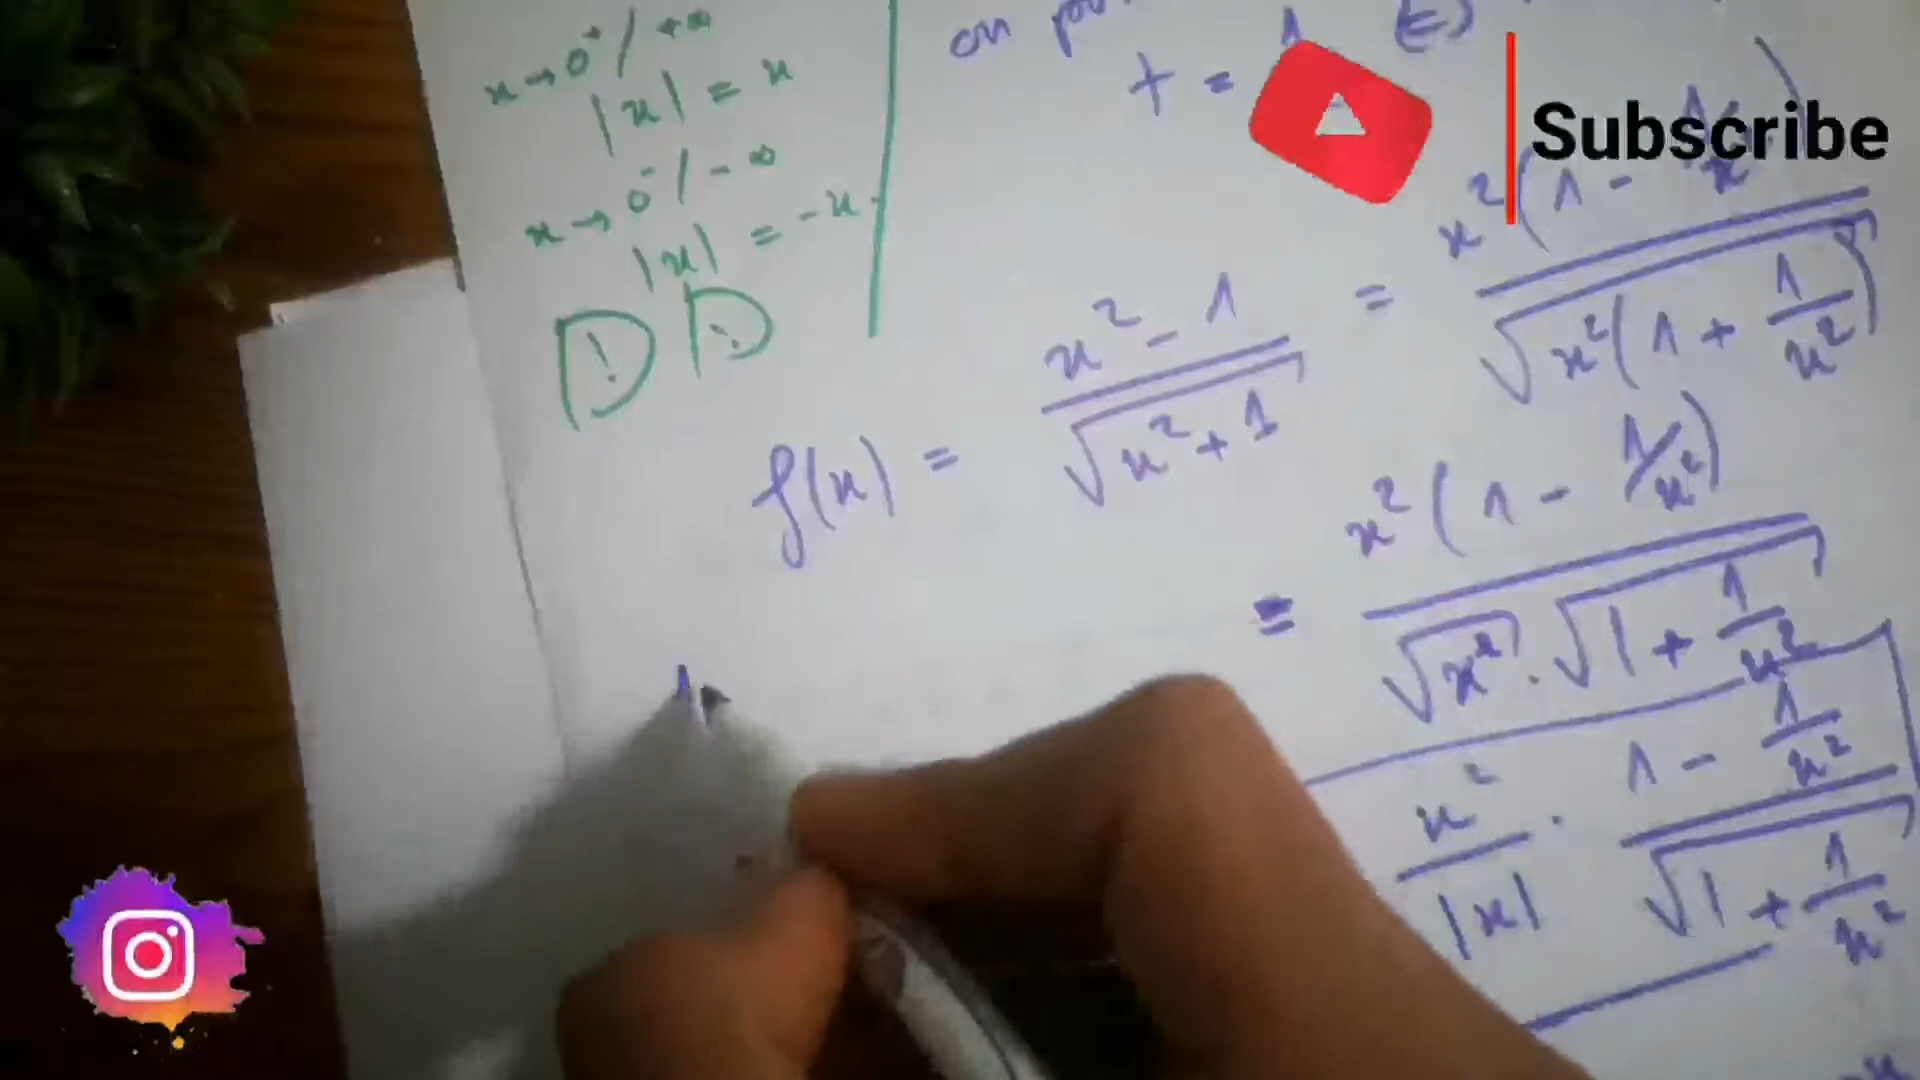 x → 0⁺ / +∞
|x| = x
x → 0⁻ / -∞
|x| = -x
on
t =
Subscribe
f(x) = (x² - 1) / √(x² + 1) = x²(1 - 1/x²) / √(x²(1 + 1/x²))
= x²(1 - 1/x²) / (√x² . √(1 + 1/x²))
x²/|x| . (1 - 1/x²) / √(1 + 1/x²)